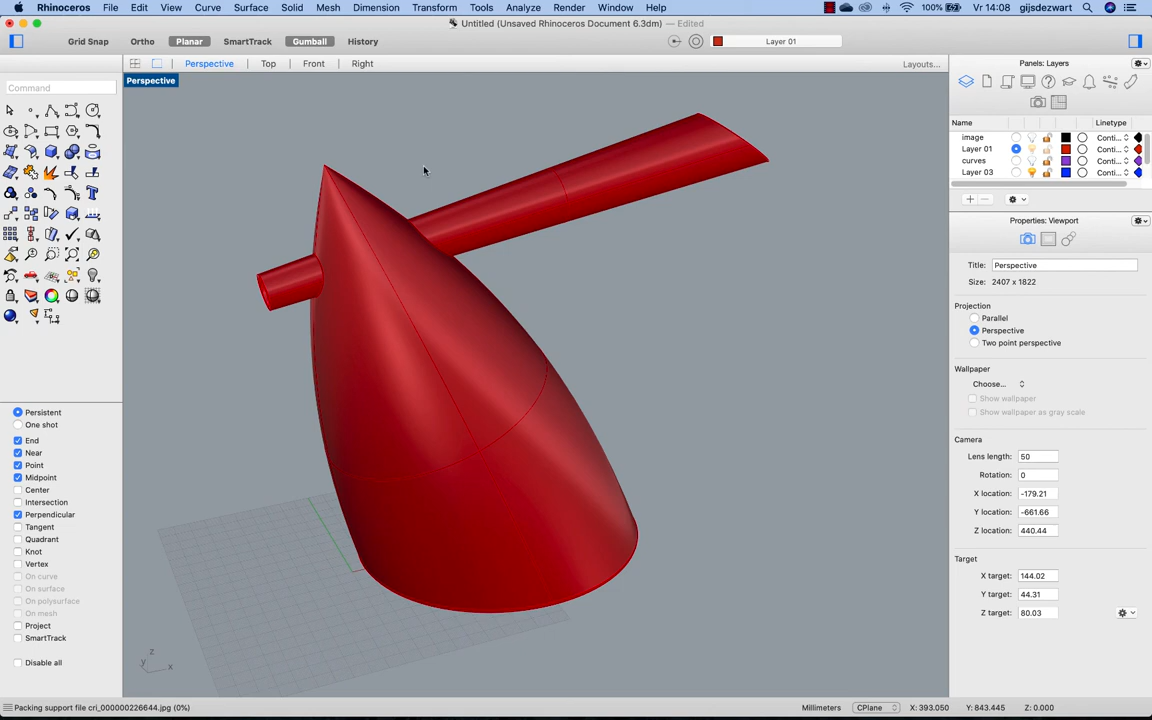 Rhinoceros File Edit View Curve Surface Solid Mesh Dimension Transform Tools Analyze Render Window Help 100% Vr 14:08 gijsdezwart
Untitled (Unsaved Rhinoceros Document 6.3dm) — Edited
Grid Snap Ortho Planar SmartTrack Gumball History Layer 01
Perspective Top Front Right Layouts... Panels: Layers
Perspective
Command
Name Linetype
image Conti...
Layer 01 Conti...
curves Conti...
Layer 03 Conti...
Properties: Viewport
Title: Perspective
Size: 2407 x 1822
Projection
Parallel
Perspective
Two point perspective
Wallpaper
Choose...
Show wallpaper
Show wallpaper as gray scale
Camera
Lens length: 50
Rotation: 0
X location: -179.21
Y location: -661.66
Z location: 440.44
Target
X target: 144.02
Y target: 44.31
Z target: 80.03
Persistent
One shot
End
Near
Point
Midpoint
Center
Intersection
Perpendicular
Tangent
Quadrant
Knot
Vertex
On curve
On surface
On polysurface
On mesh
Project
SmartTrack
Disable all
z
y x
Packing support file cri_000000226644.jpg (0%) Millimeters CPlane X: 393.050 Y: 843.445 Z: 0.000